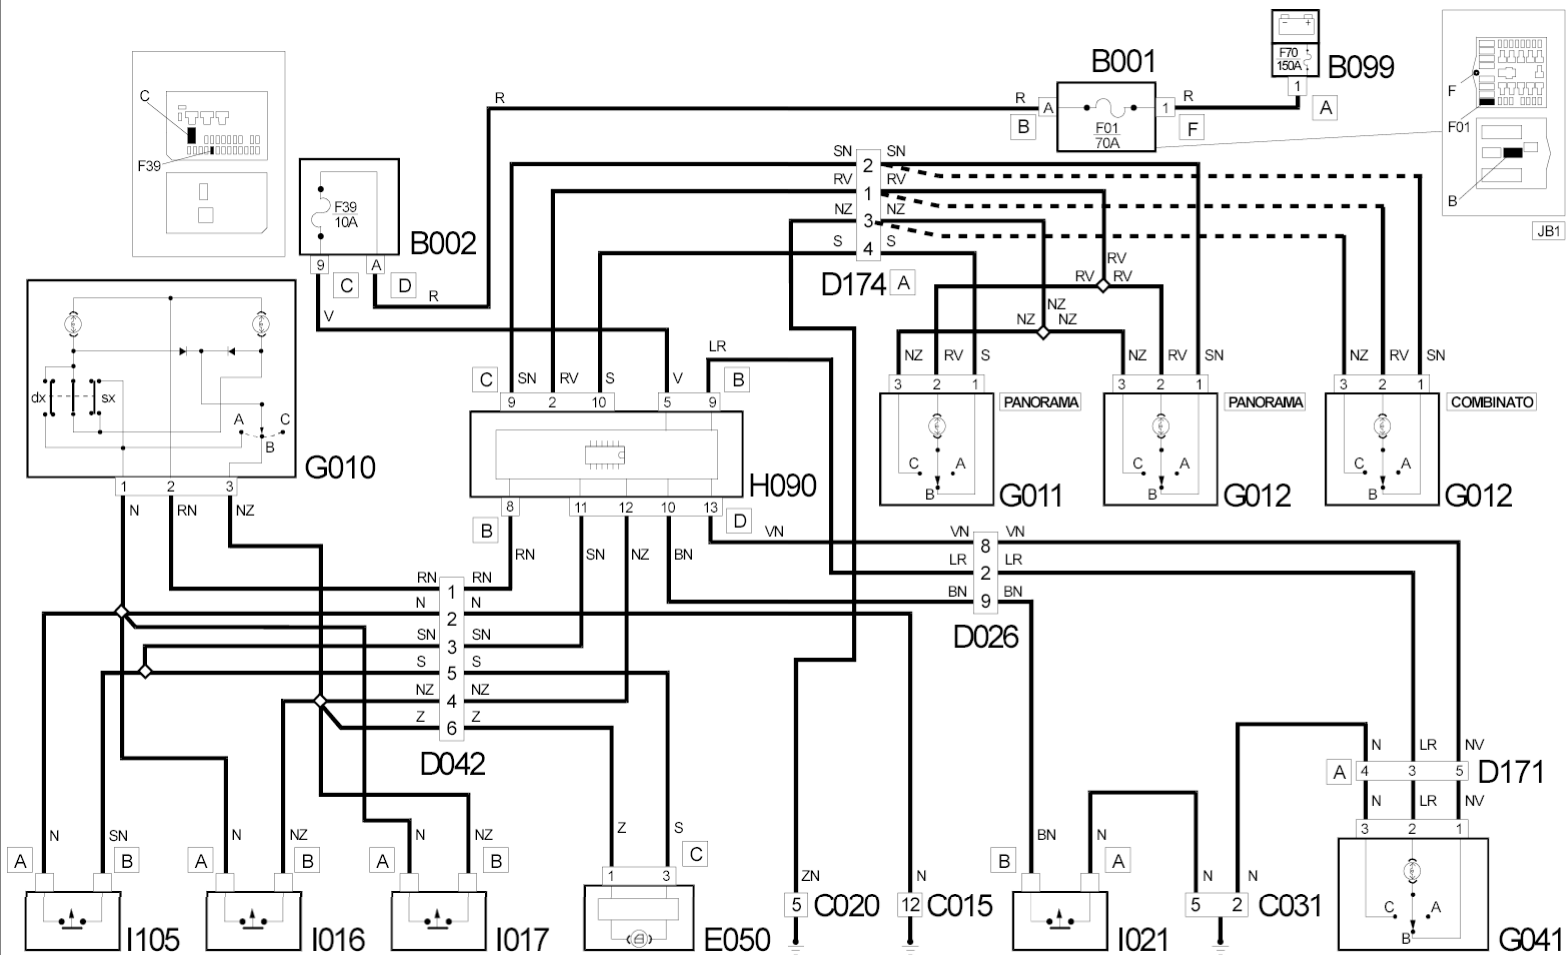 F70
150A
B099
1
A
B001
R
R
R
A
1
B
F
F01
70A
F
F01
B
JB1
C
F39
F39
10A
B002
9
A
C
D
R
V
SN
2
SN
RV
1
RV
NZ
3
NZ
S
4
S
D174
A
RV
RV
RV
NZ
NZ
NZ
LR
C
SN
RV
S
V
B
9
2
10
5
9
H090
8
11
12
10
13
B
D
RN
SN
NZ
BN
VN
NZ
RV
S
3
2
1
PANORAMA
C
A
B
G011
NZ
RV
SN
3
2
1
PANORAMA
C
A
B
G012
NZ
RV
SN
3
2
1
COMBINATO
C
A
B
G012
dx
sx
A
C
B
G010
1
2
3
N
RN
NZ
RN
1
RN
N
2
N
SN
3
SN
S
5
S
NZ
4
NZ
Z
6
Z
D042
VN
8
VN
LR
2
LR
BN
9
BN
D026
N
LR
NV
A
4
3
5
D171
N
LR
NV
3
2
1
C
A
B
G041
N
SN
A
B
I105
N
NZ
A
B
I016
N
NZ
A
B
I017
Z
S
C
1
3
E050
ZN
5
C020
N
12
C015
BN
N
B
A
I021
N
N
5
2
C031